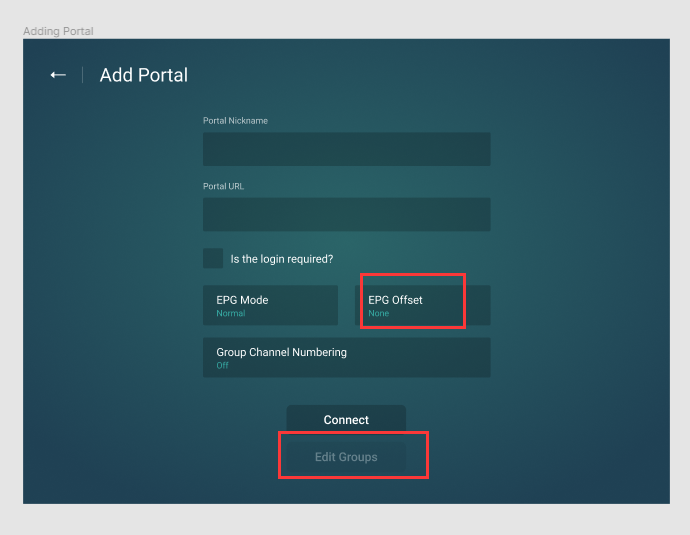 Adding Portal
Add Portal
Portal Nickname
Portal URL
Is the login required?
EPG Mode
Normal
EPG Offset
None
Group Channel Numbering
Off
Connect
Edit Groups